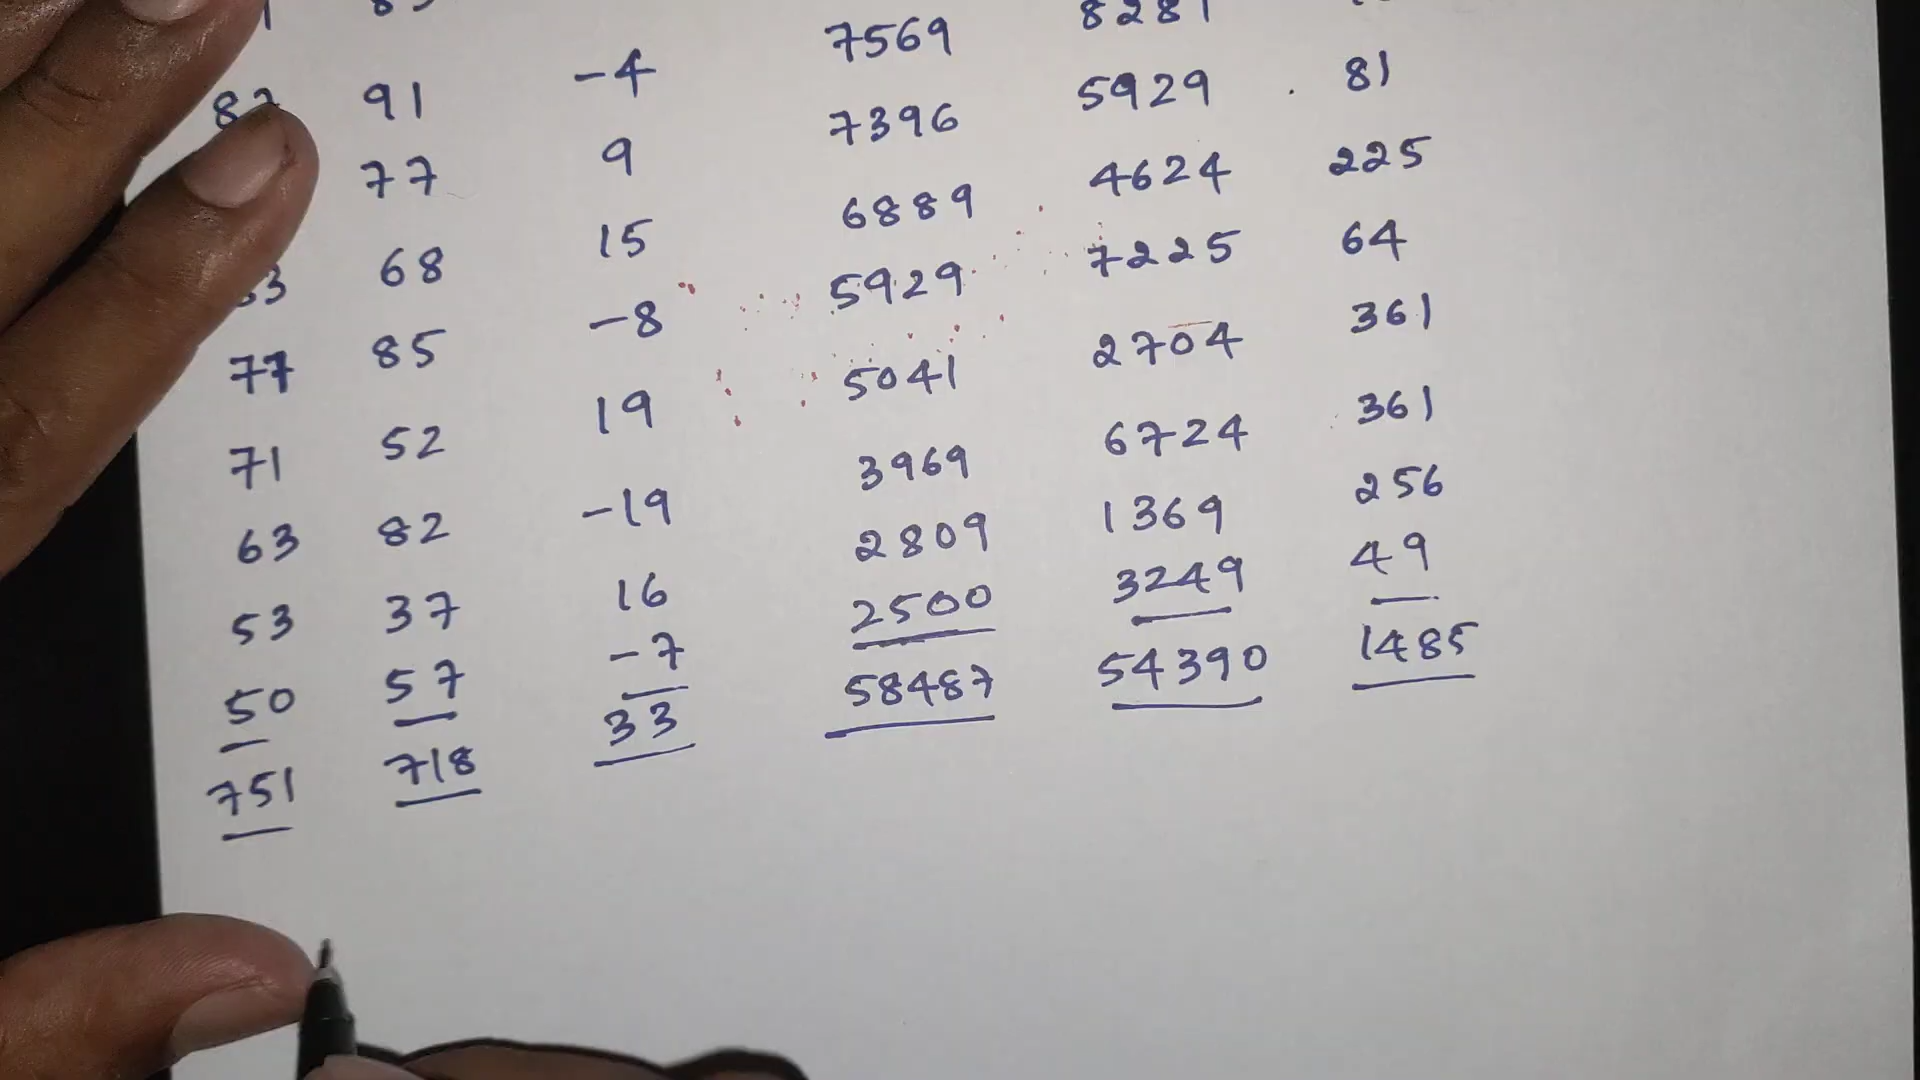 7569 8281
91 -4 7396 5929 81
77 9 6889 4624 225
68 15 5929 7225 64
77 85 -8 5041 2704 361
71 52 19 3969 6724 361
63 82 -19 2809 1369 256
53 37 16 2500 3249 49
50 57 -7 58487 54390 1485
751 718 33